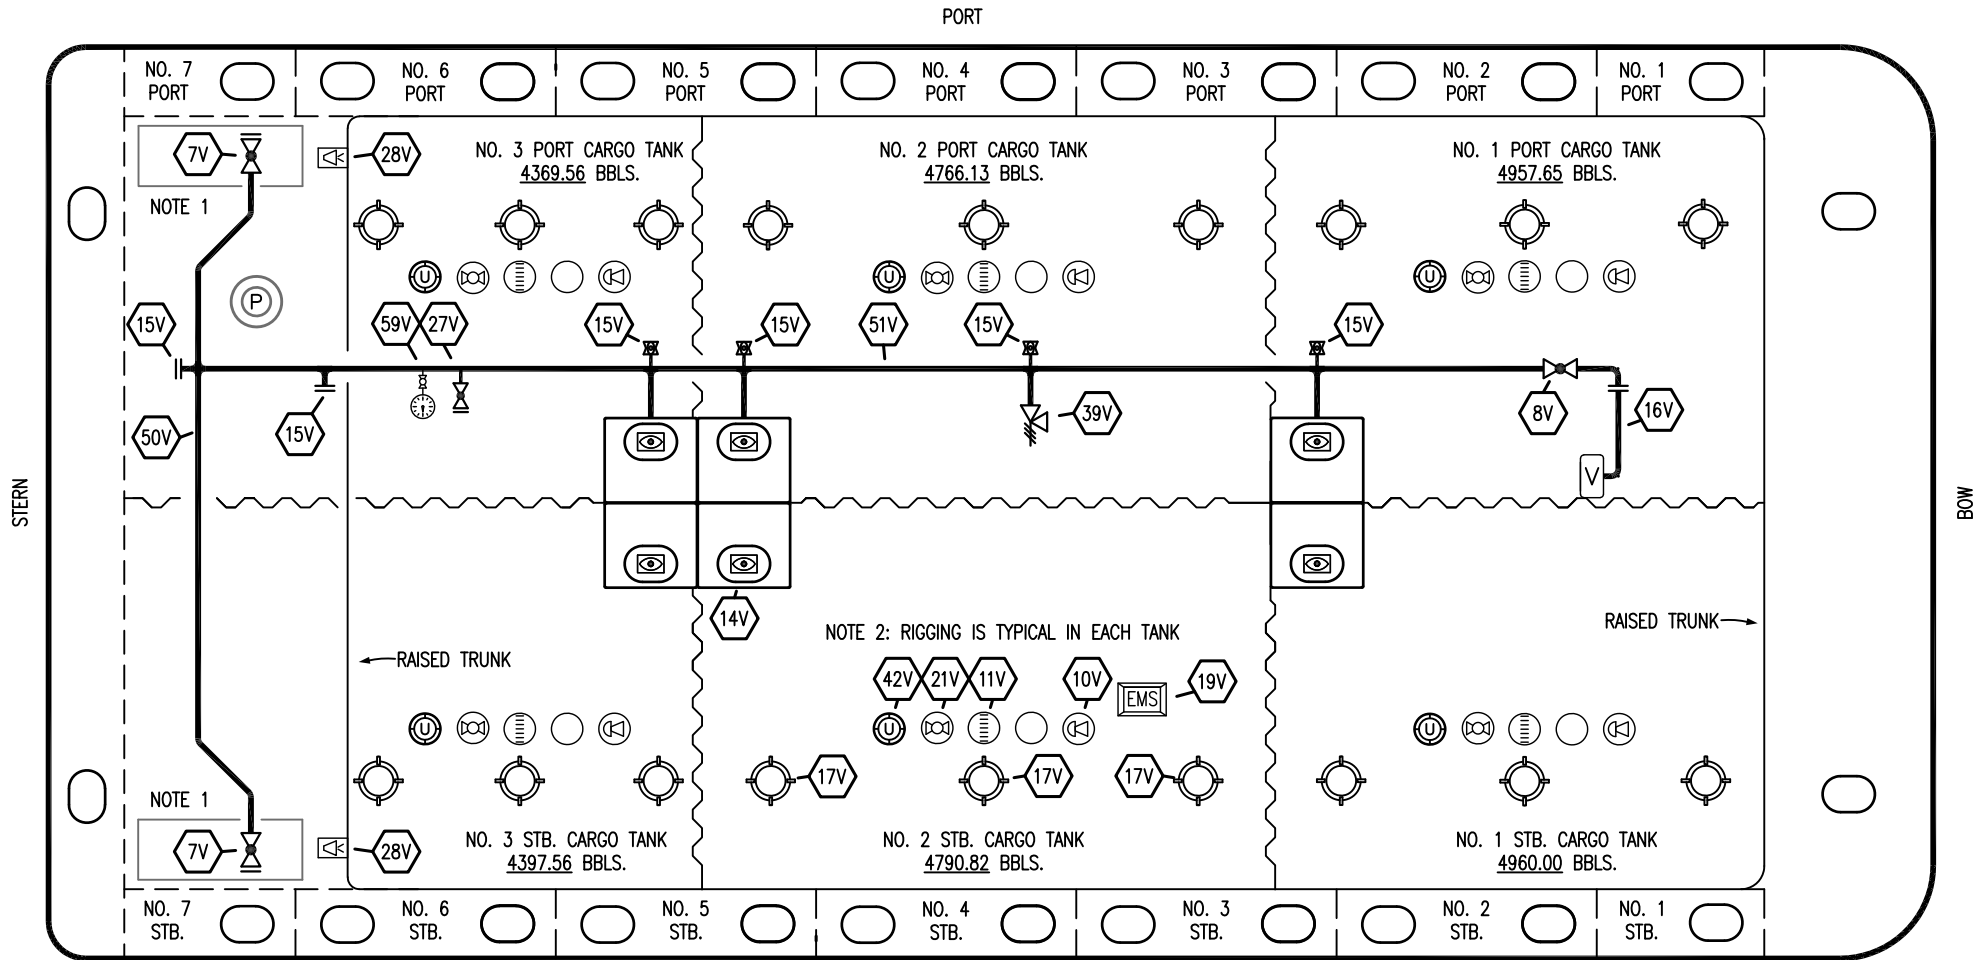 PORT
NO. 7
PORT
NO. 6
PORT
NO. 5
PORT
NO. 4
PORT
NO. 3
PORT
NO. 2
PORT
NO. 1
PORT
7V
28V
NOTE 1
NO. 3 PORT CARGO TANK
4369.56 BBLS.
NO. 2 PORT CARGO TANK
4766.13 BBLS.
NO. 1 PORT CARGO TANK
4957.65 BBLS.
U
U
U
P
15V
59V
27V
15V
15V
51V
15V
15V
50V
15V
39V
8V
16V
V
STERN
BOW
14V
NOTE 2: RIGGING IS TYPICAL IN EACH TANK
RAISED TRUNK
RAISED TRUNK
42V
21V
11V
10V
EMS
19V
U
U
U
17V
17V
17V
NOTE 1
7V
28V
NO. 3 STB. CARGO TANK
4397.56 BBLS.
NO. 2 STB. CARGO TANK
4790.82 BBLS.
NO. 1 STB. CARGO TANK
4960.00 BBLS.
NO. 7
STB.
NO. 6
STB.
NO. 5
STB.
NO. 4
STB.
NO. 3
STB.
NO. 2
STB.
NO. 1
STB.